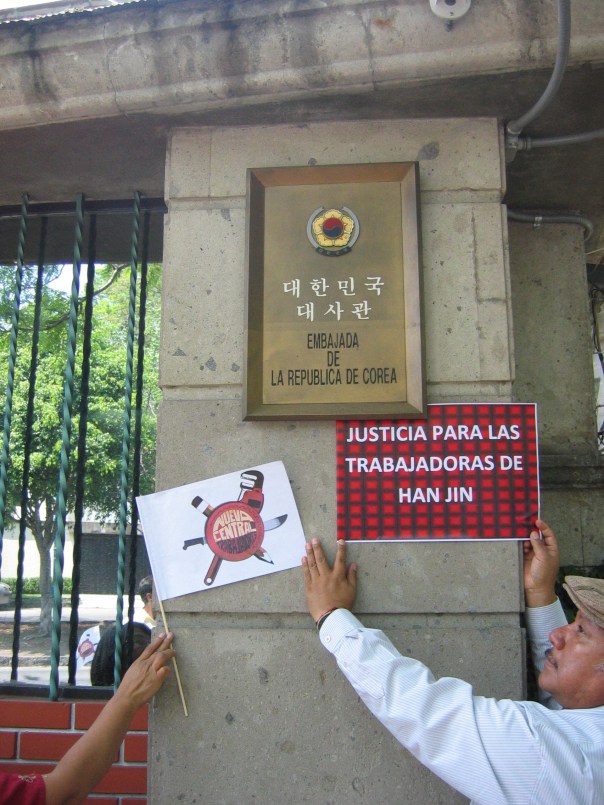 대한민국
대사관
EMBAJADA
DE
LA REPUBLICA DE COREA
JUSTICIA PARA LAS
TRABAJADORAS DE
HAN JIN
NUEVA
CENTRAL